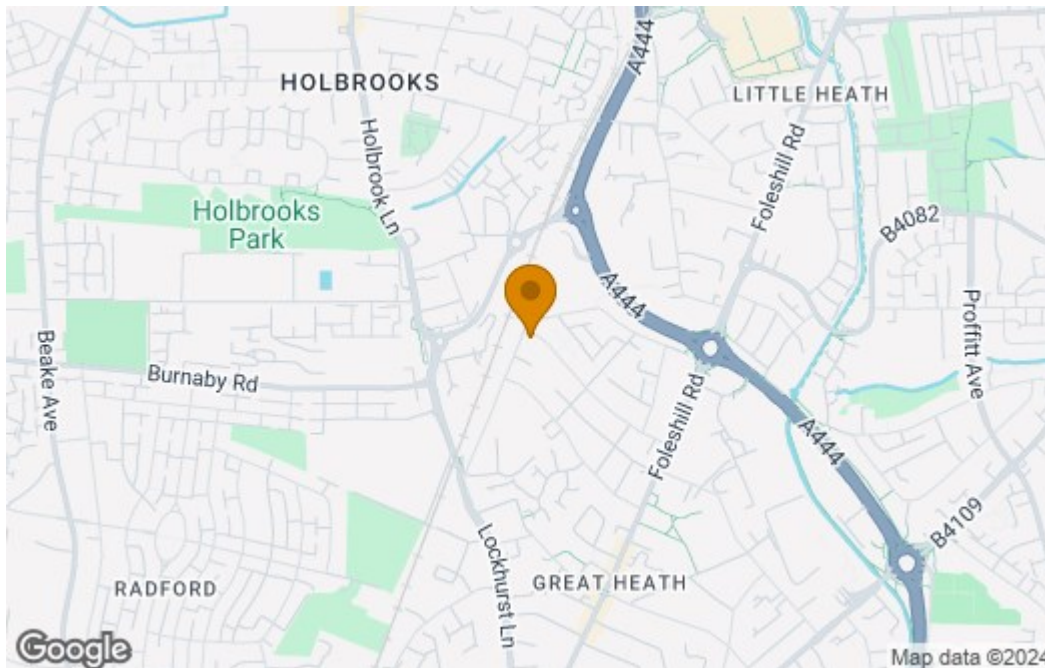 A444
HOLBROOKS
LITTLE HEATH
Holbrook Ln
Foleshill Rd
Holbrooks
Park
B4082
A444
Proffitt Ave
Beake Ave
Burnaby Rd
Foleshill Rd
A444
B4109
Lockhurst Ln
GREAT HEATH
RADFORD
Google
Map data ©2024